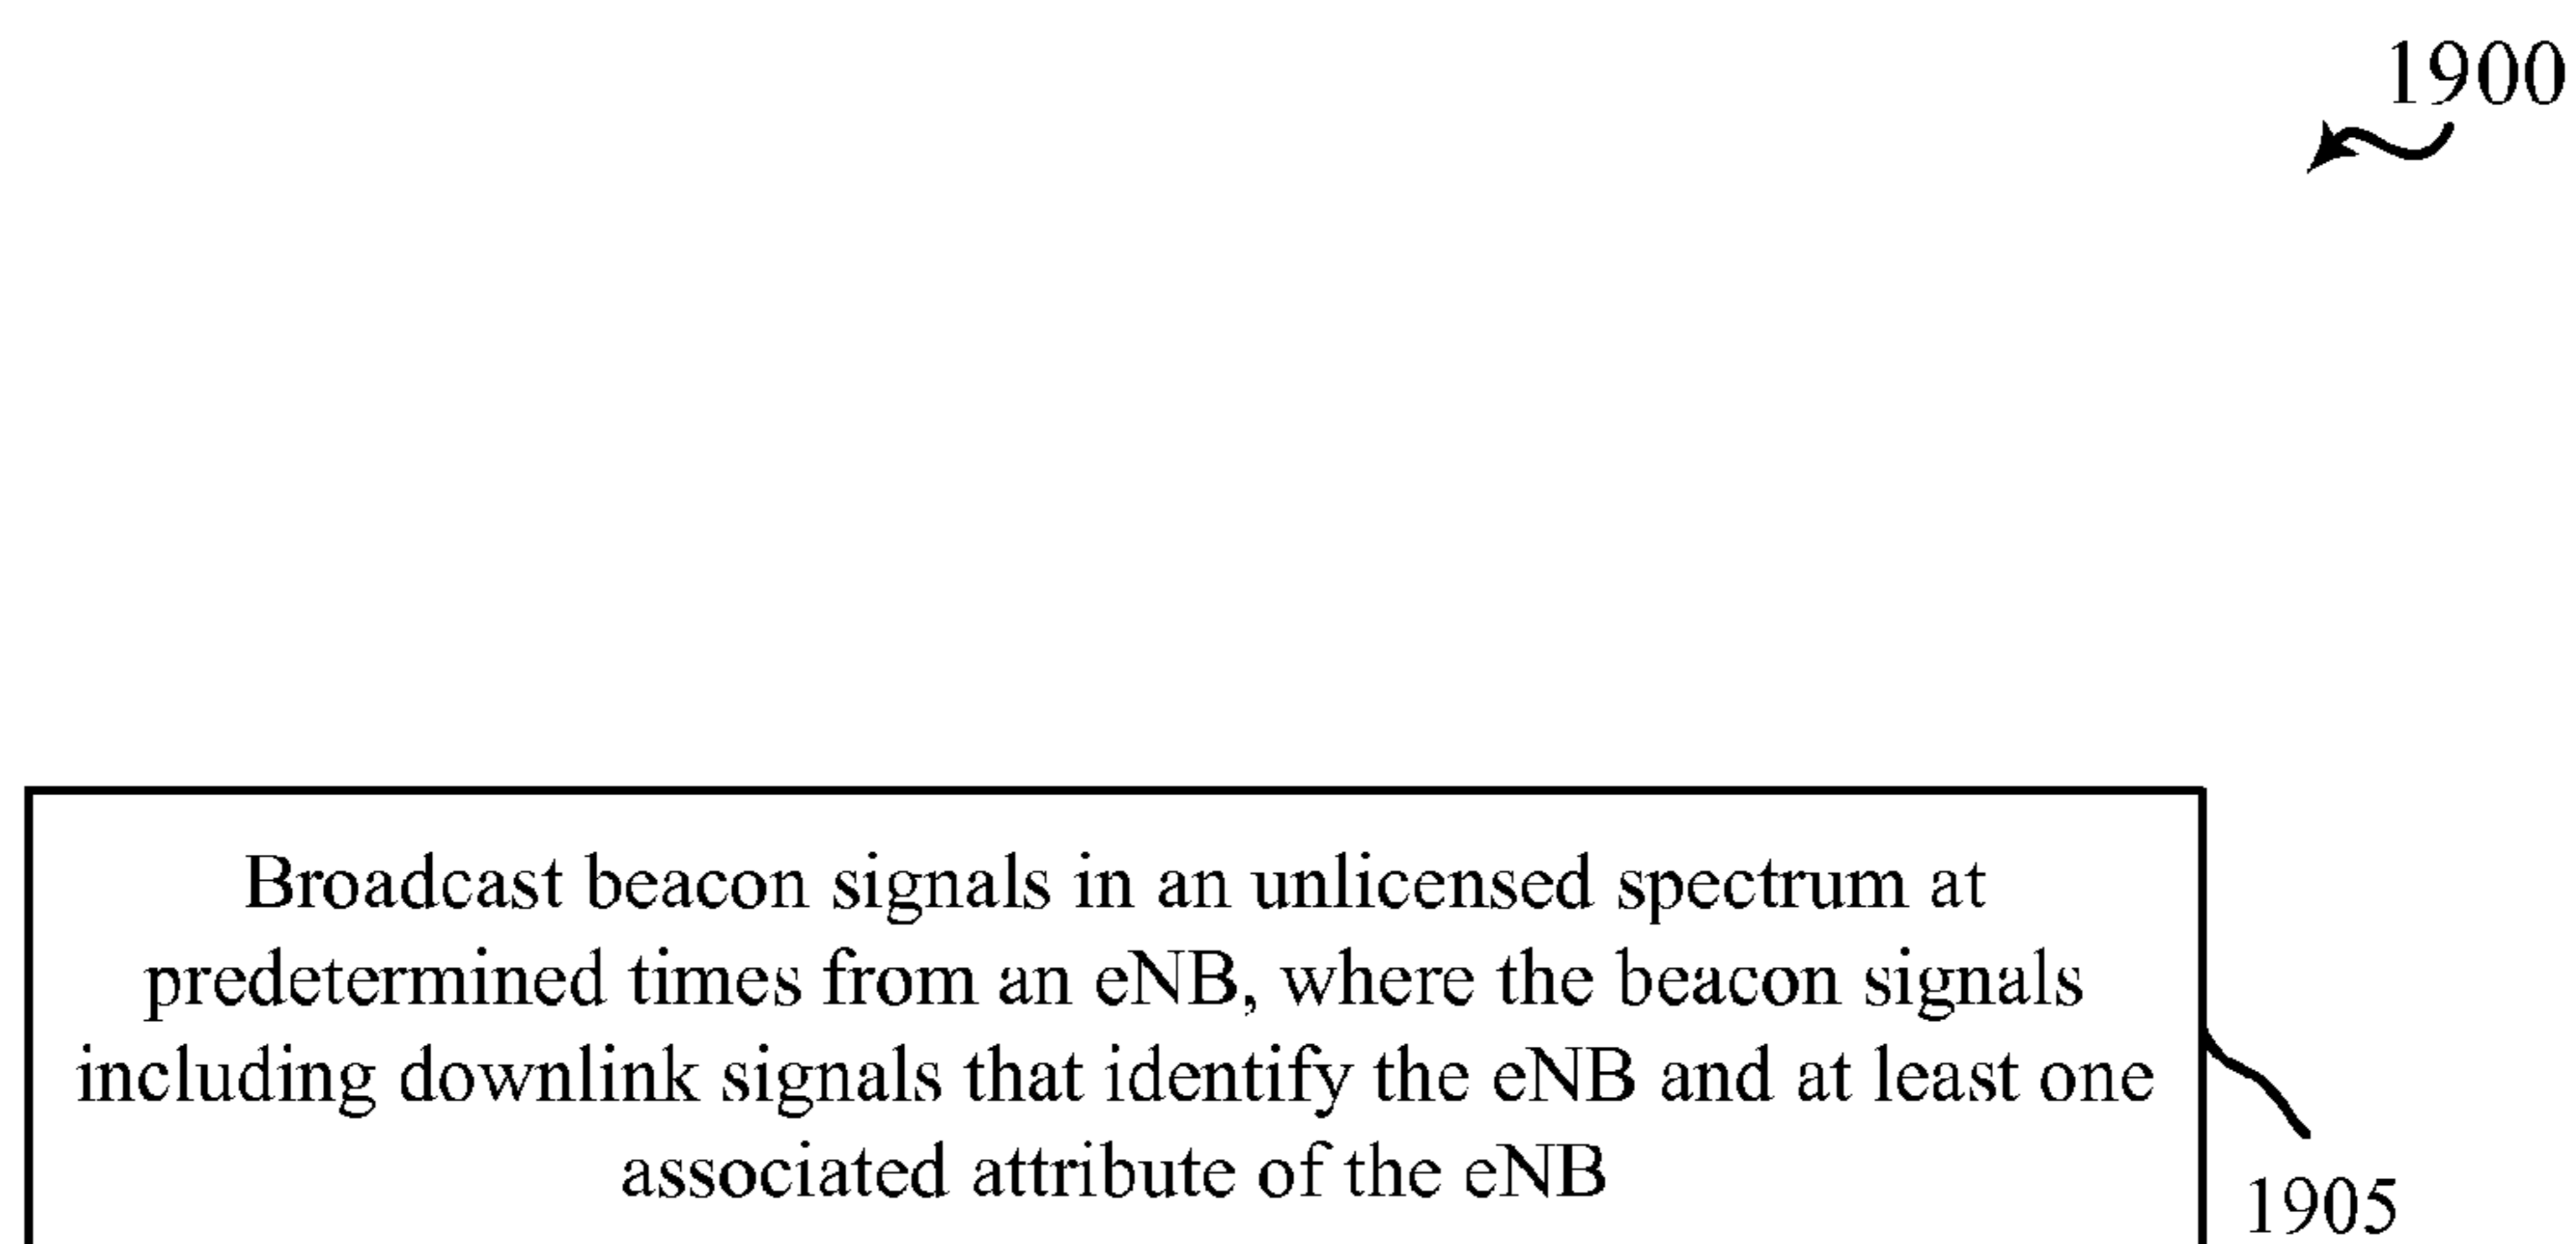 1900
Broadcast beacon signals in an unlicensed spectrum at
predetermined times from an eNB, where the beacon signals
including downlink signals that identify the eNB and at least one
associated attribute of the eNB
1905